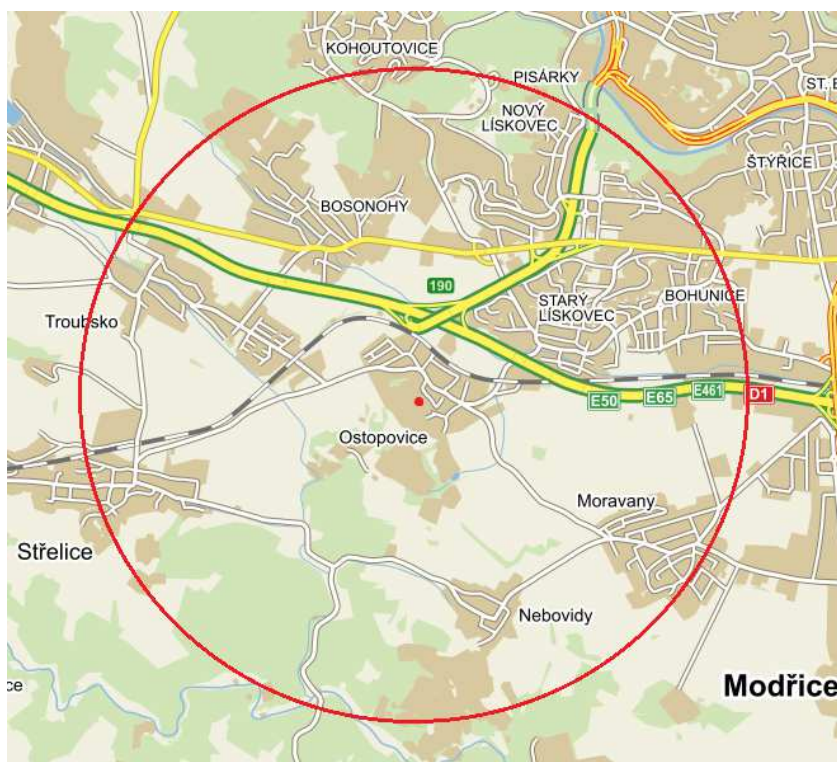 KOHOUTOVICE
PISÁRKY
NOVÝ
LÍSKOVEC
ST. B
ŠTÝŘICE
BOSONOHY
190
STARÝ
LÍSKOVEC
BOHUNICE
Troubsko
E50
E65
E461
D1
Ostopovice
Moravany
Střelice
Nebovidy
ce
Modřice